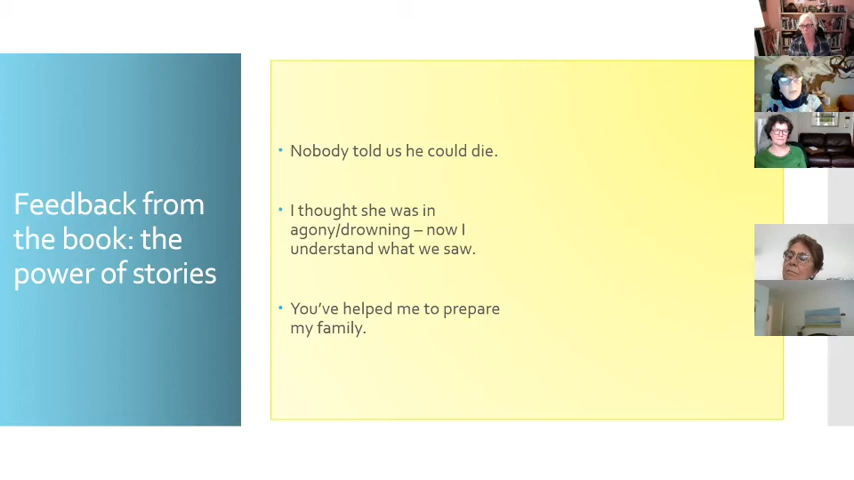 Feedback from
the book: the
power of stories
• Nobody told us he could die.
• I thought she was in
agony/drowning – now I
understand what we saw.
• You've helped me to prepare
my family.